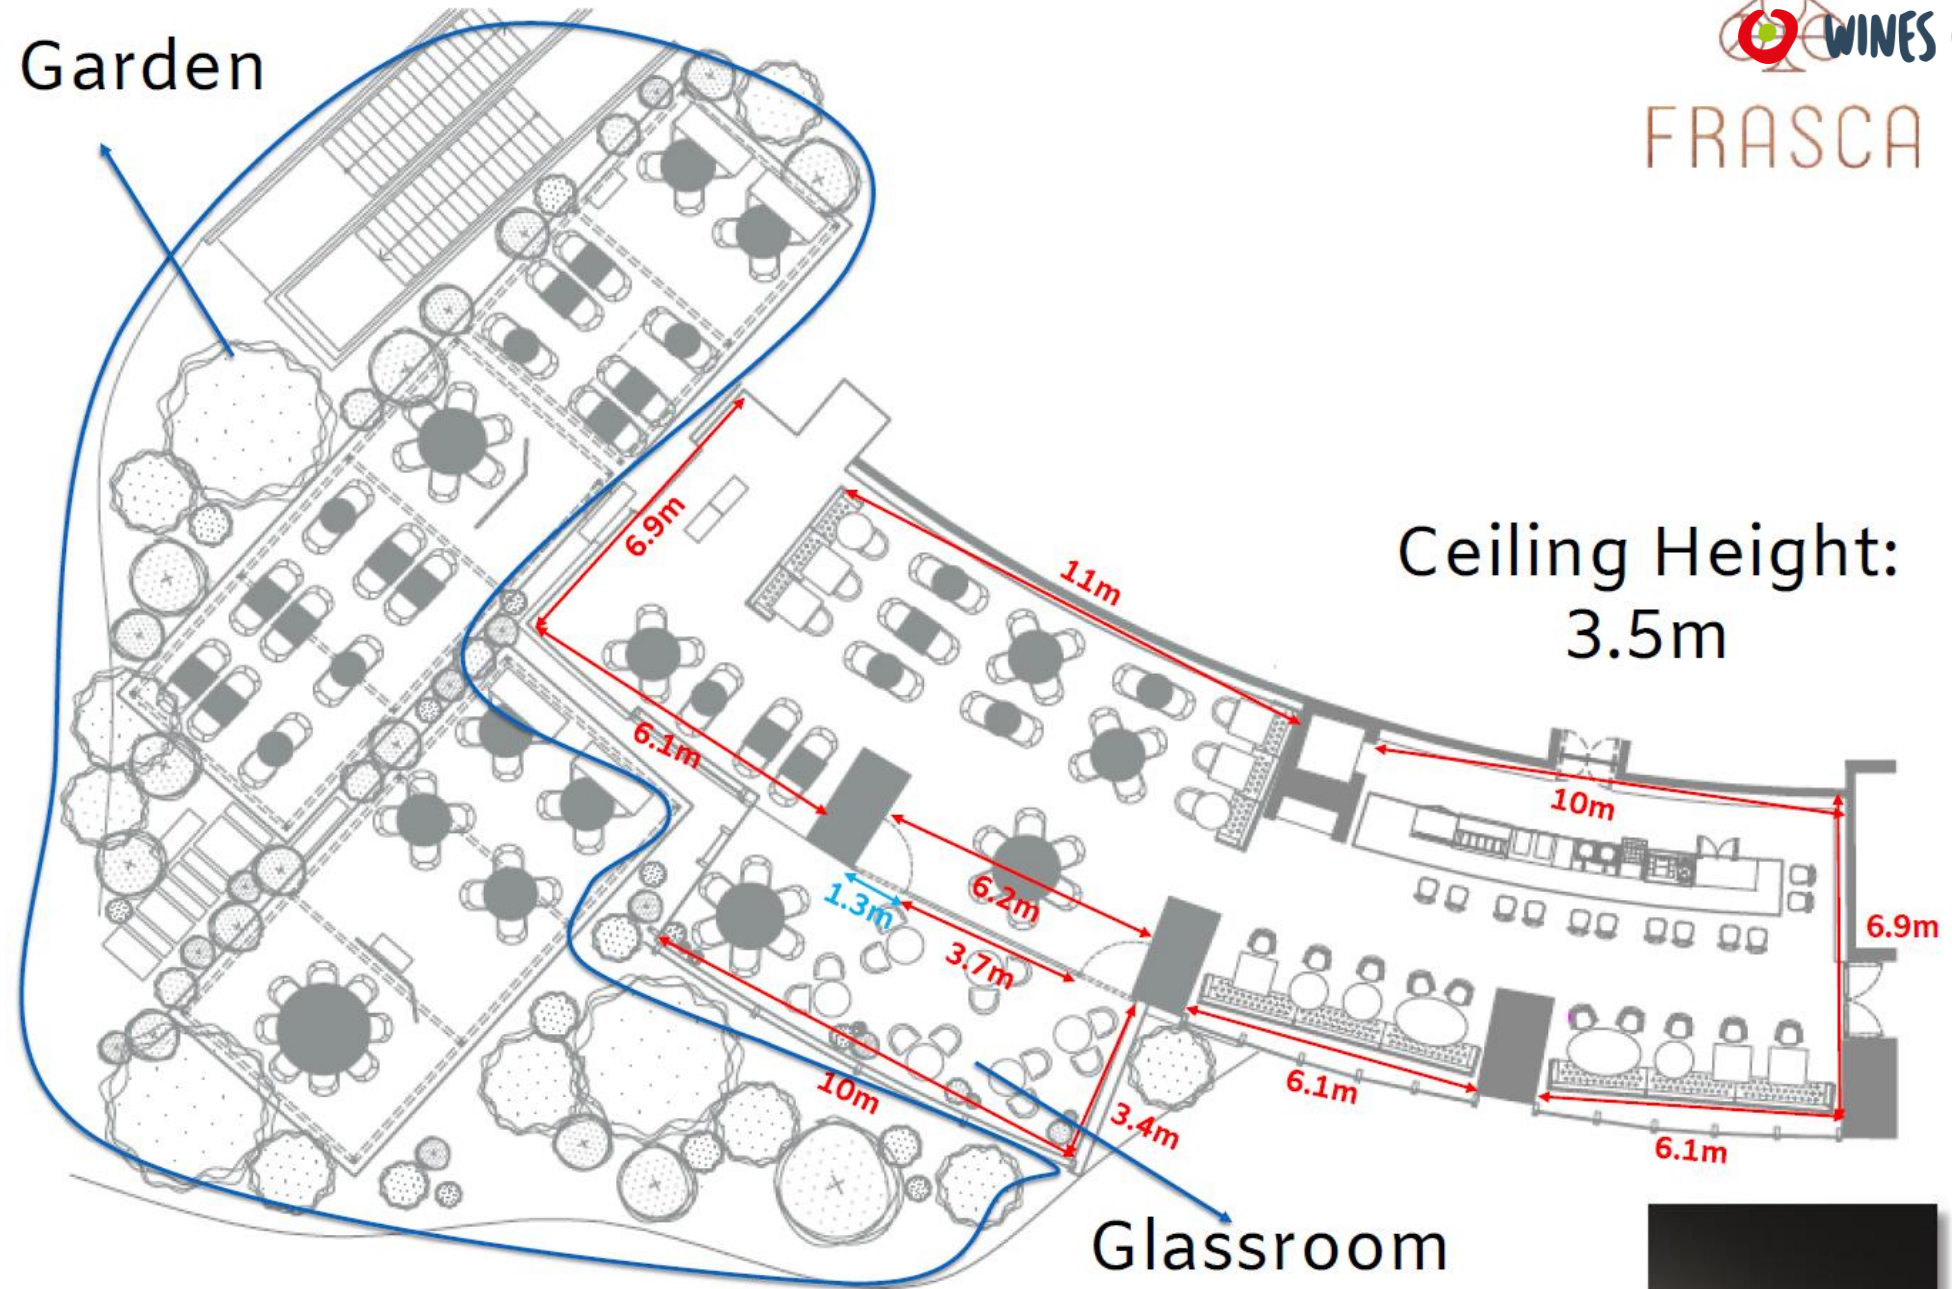 Garden
WINES
FRASCA
6.9m
11m
Ceiling Height:
3.5m
6.1m
10m
6.2m
1.3m
3.7m
6.9m
10m
6.1m
3.4m
6.1m
Glassroom